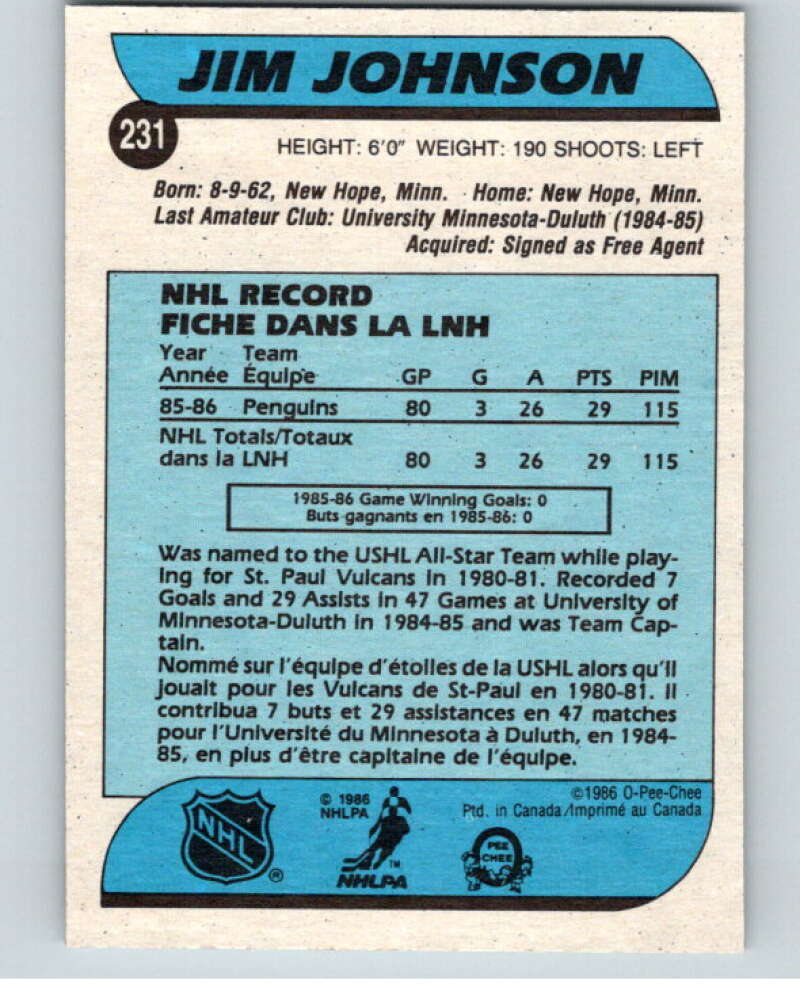 JIM JOHNSON
231
HEIGHT: 6'0" WEIGHT: 190 SHOOTS: LEFT
Born: 8-9-62, New Hope, Minn. Home: New Hope, Minn.
Last Amateur Club: University Minnesota-Duluth (1984-85)
Acquired: Signed as Free Agent
NHL RECORD
FICHE DANS LA LNH
Year Team
Année Équipe GP G A PTS PIM
85-86 Penguins 80 3 26 29 115
NHL Totals/Totaux
dans la LNH 80 3 26 29 115
1985-86 Game Winning Goals: 0
Buts gagnants en 1985-86: 0
Was named to the USHL All-Star Team while play-
ing for St. Paul Vulcans in 1980-81. Recorded 7
Goals and 29 Assists in 47 Games at University of
Minnesota-Duluth in 1984-85 and was Team Cap-
tain.
Nommé sur l'équipe d'étoiles de la USHL alors qu'il
jouait pour les Vulcans de St-Paul en 1980-81. Il
contribua 7 buts et 29 assistances en 47 matches
pour l'Université du Minnesota à Duluth, en 1984-
85, en plus d'être capitaine de l'équipe.
NHL ®
© 1986
NHLPA
TM
NHLPA
©1986 O-Pee-Chee
Ptd. in Canada/Imprimé au Canada
PEE
CHEE